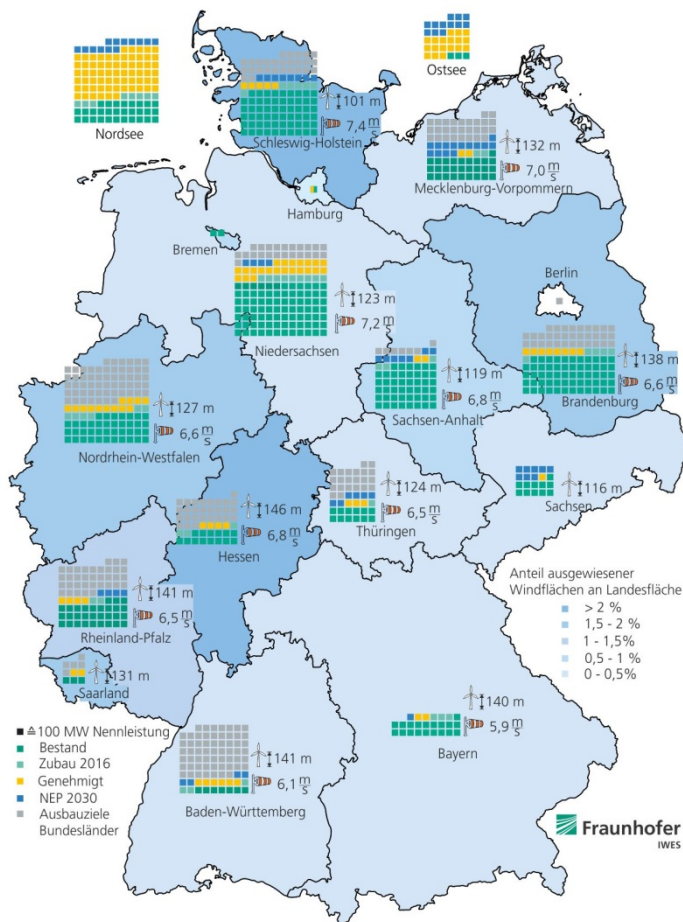 Nordsee
Ostsee
101 m
7,4 m/s
Schleswig-Holstein
132 m
7,0 m/s
Mecklenburg-Vorpommern
Hamburg
Bremen
Berlin
123 m
7,2 m/s
Niedersachsen
119 m
6,8 m/s
Sachsen-Anhalt
138 m
6,6 m/s
Brandenburg
127 m
6,6 m/s
Nordrhein-Westfalen
146 m
6,8 m/s
Hessen
124 m
6,5 m/s
Thüringen
116 m
Sachsen
141 m
6,5 m/s
Rheinland-Pfalz
131 m
Saarland
Anteil ausgewiesener
Windflächen an Landesfläche
> 2 %
1,5 - 2 %
1 - 1,5%
0,5 - 1 %
0 - 0,5%
140 m
5,9 m/s
Bayern
141 m
6,1 m/s
Baden-Württemberg
≙100 MW Nennleistung
Bestand
Zubau 2016
Genehmigt
NEP 2030
Ausbauziele
Bundesländer
Fraunhofer
IWES